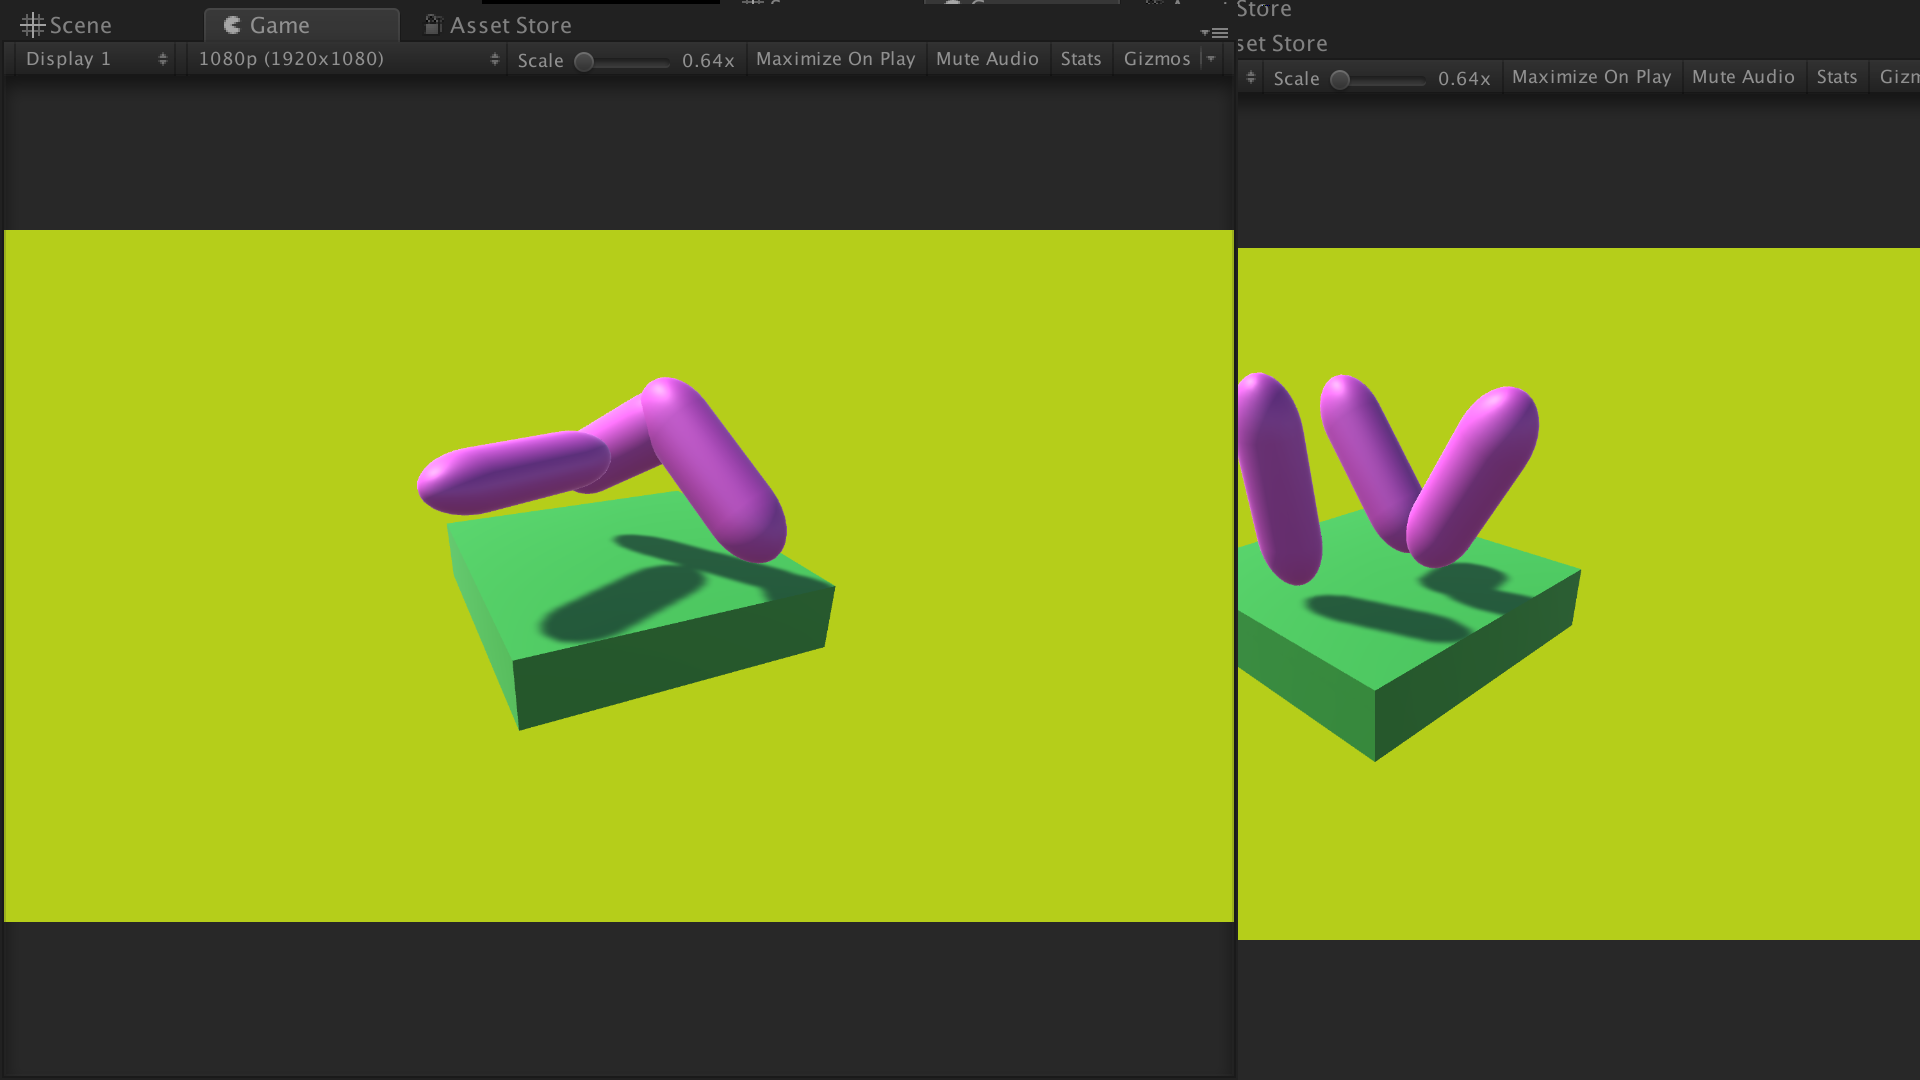 Store
Scene Game Asset Store
set Store
Display 1 1080p (1920x1080) Scale 0.64x Maximize On Play Mute Audio Stats Gizmos
Scale 0.64x Maximize On Play Mute Audio Stats Gizm